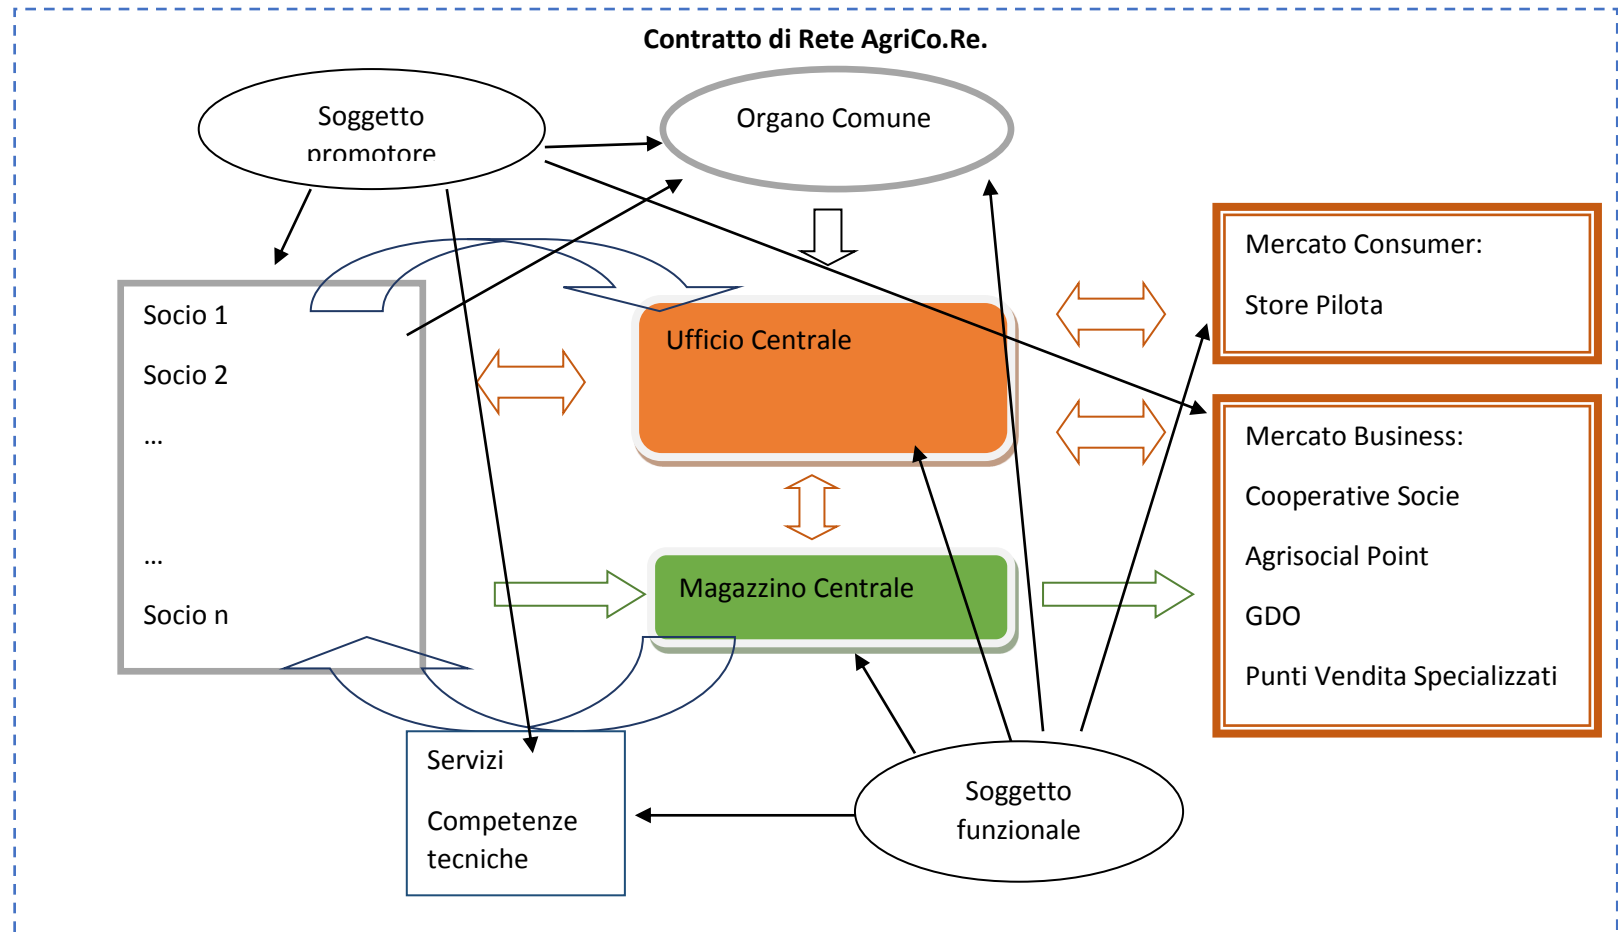 Contratto di Rete AgriCo.Re.
Soggetto
promotore
Organo Comune
Socio 1
Socio 2
...
...
Socio n
Ufficio Centrale
Magazzino Centrale
Mercato Consumer:
Store Pilota
Mercato Business:
Cooperative Socie
Agrisocial Point
GDO
Punti Vendita Specializzati
Servizi
Competenze
tecniche
Soggetto
funzionale